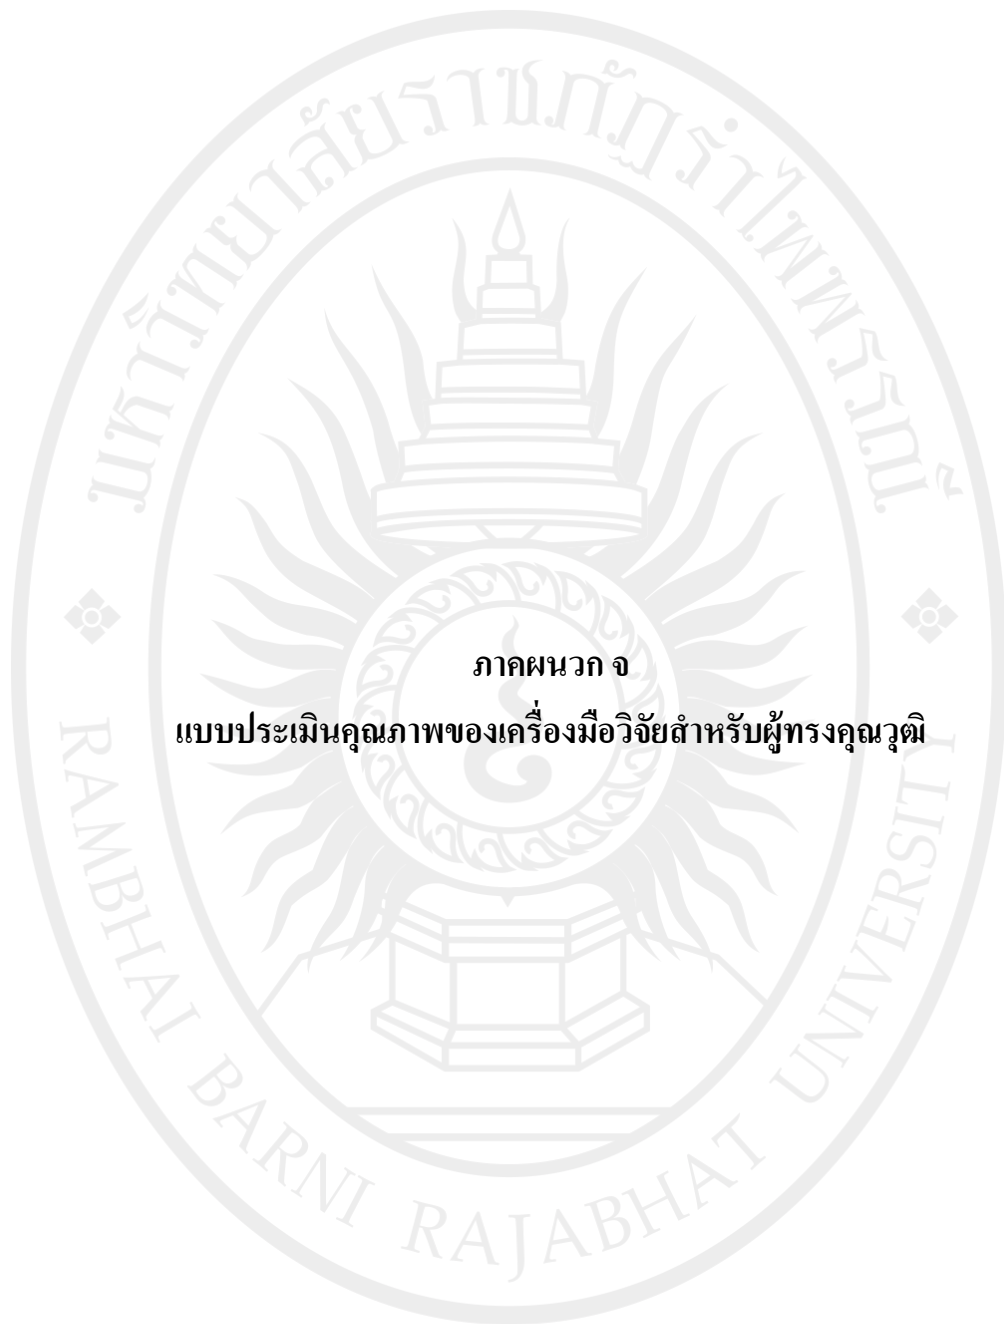 มหาวิทยาลัยราชภัฏรำไพพรรณี
ภาคผนวก จ
แบบประเมินคุณภาพของเครื่องมือวิจัยสำหรับผู้ทรงคุณวุฒิ
RAMBHAI BARNI RAJABHAT UNIVERSITY